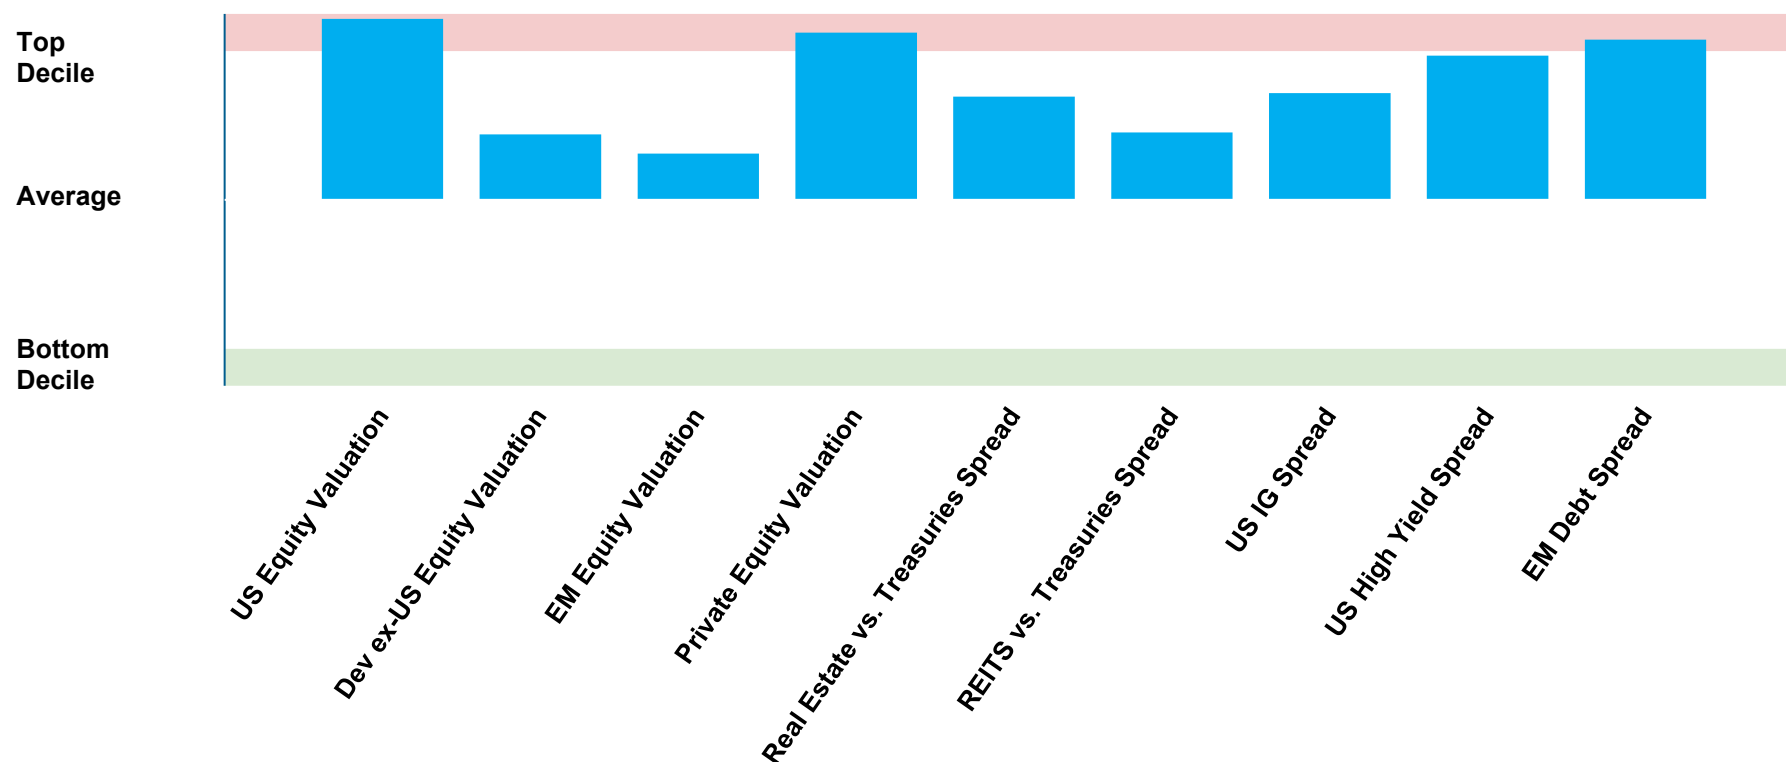 Top
Decile
Average
Bottom
Decile
US Equity Valuation
Dev ex-US Equity Valuation
EM Equity Valuation
Private Equity Valuation
Real Estate vs. Treasuries Spread
REITS vs. Treasuries Spread
US IG Spread
US High Yield Spread
EM Debt Spread